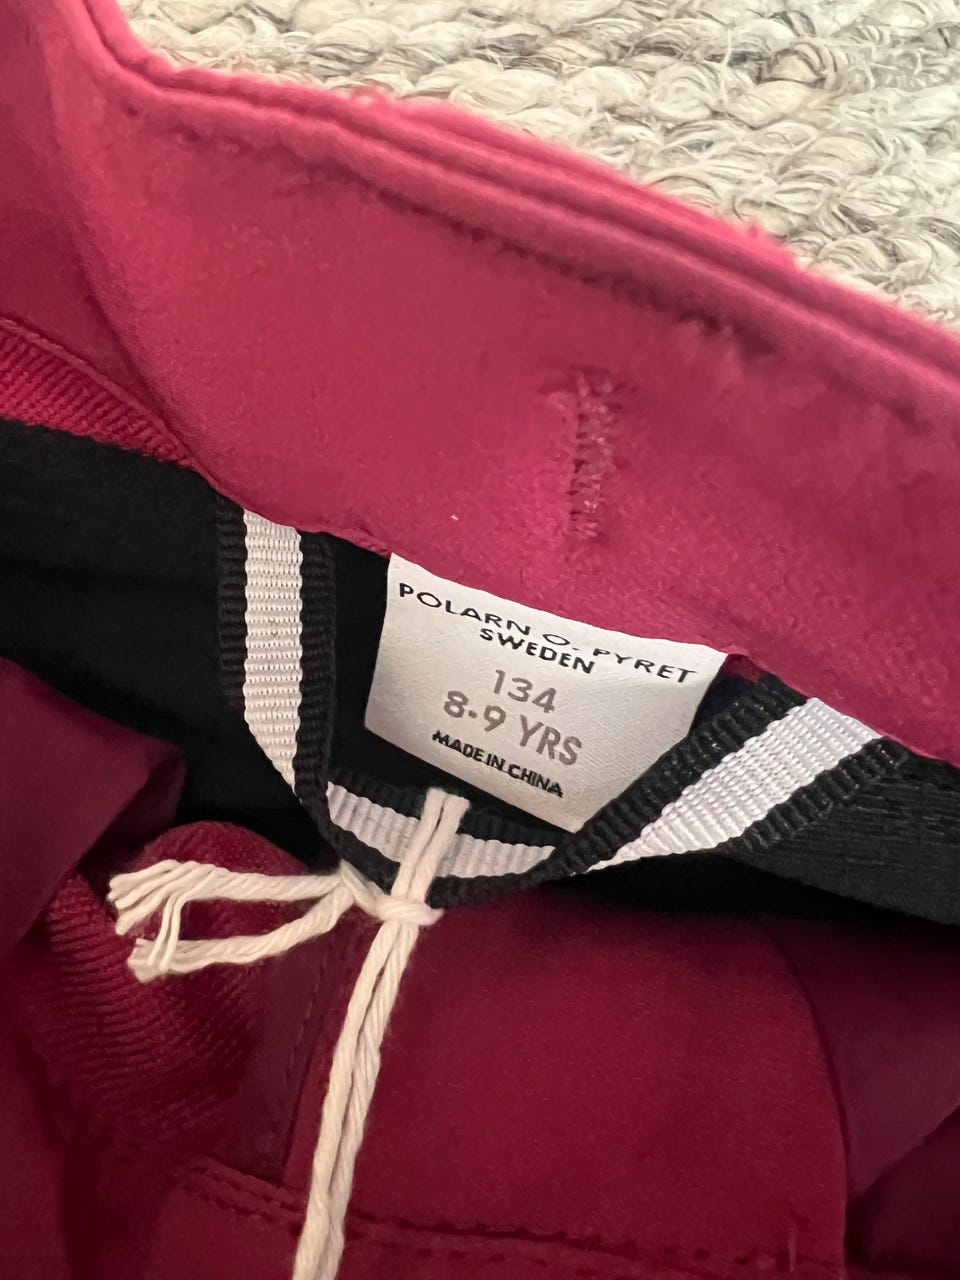 POLARN O. PYRET
SWEDEN
134
8-9 YRS
MADE IN CHINA